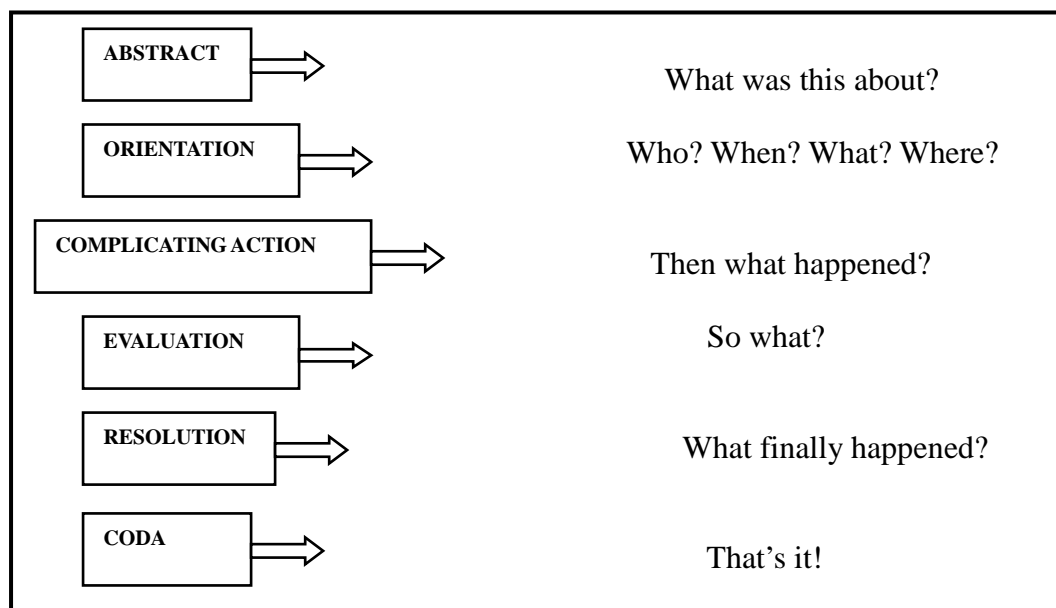 ABSTRACT
What was this about?
ORIENTATION
Who? When? What? Where?
COMPLICATING ACTION
Then what happened?
EVALUATION
So what?
RESOLUTION
What finally happened?
CODA
That’s it!